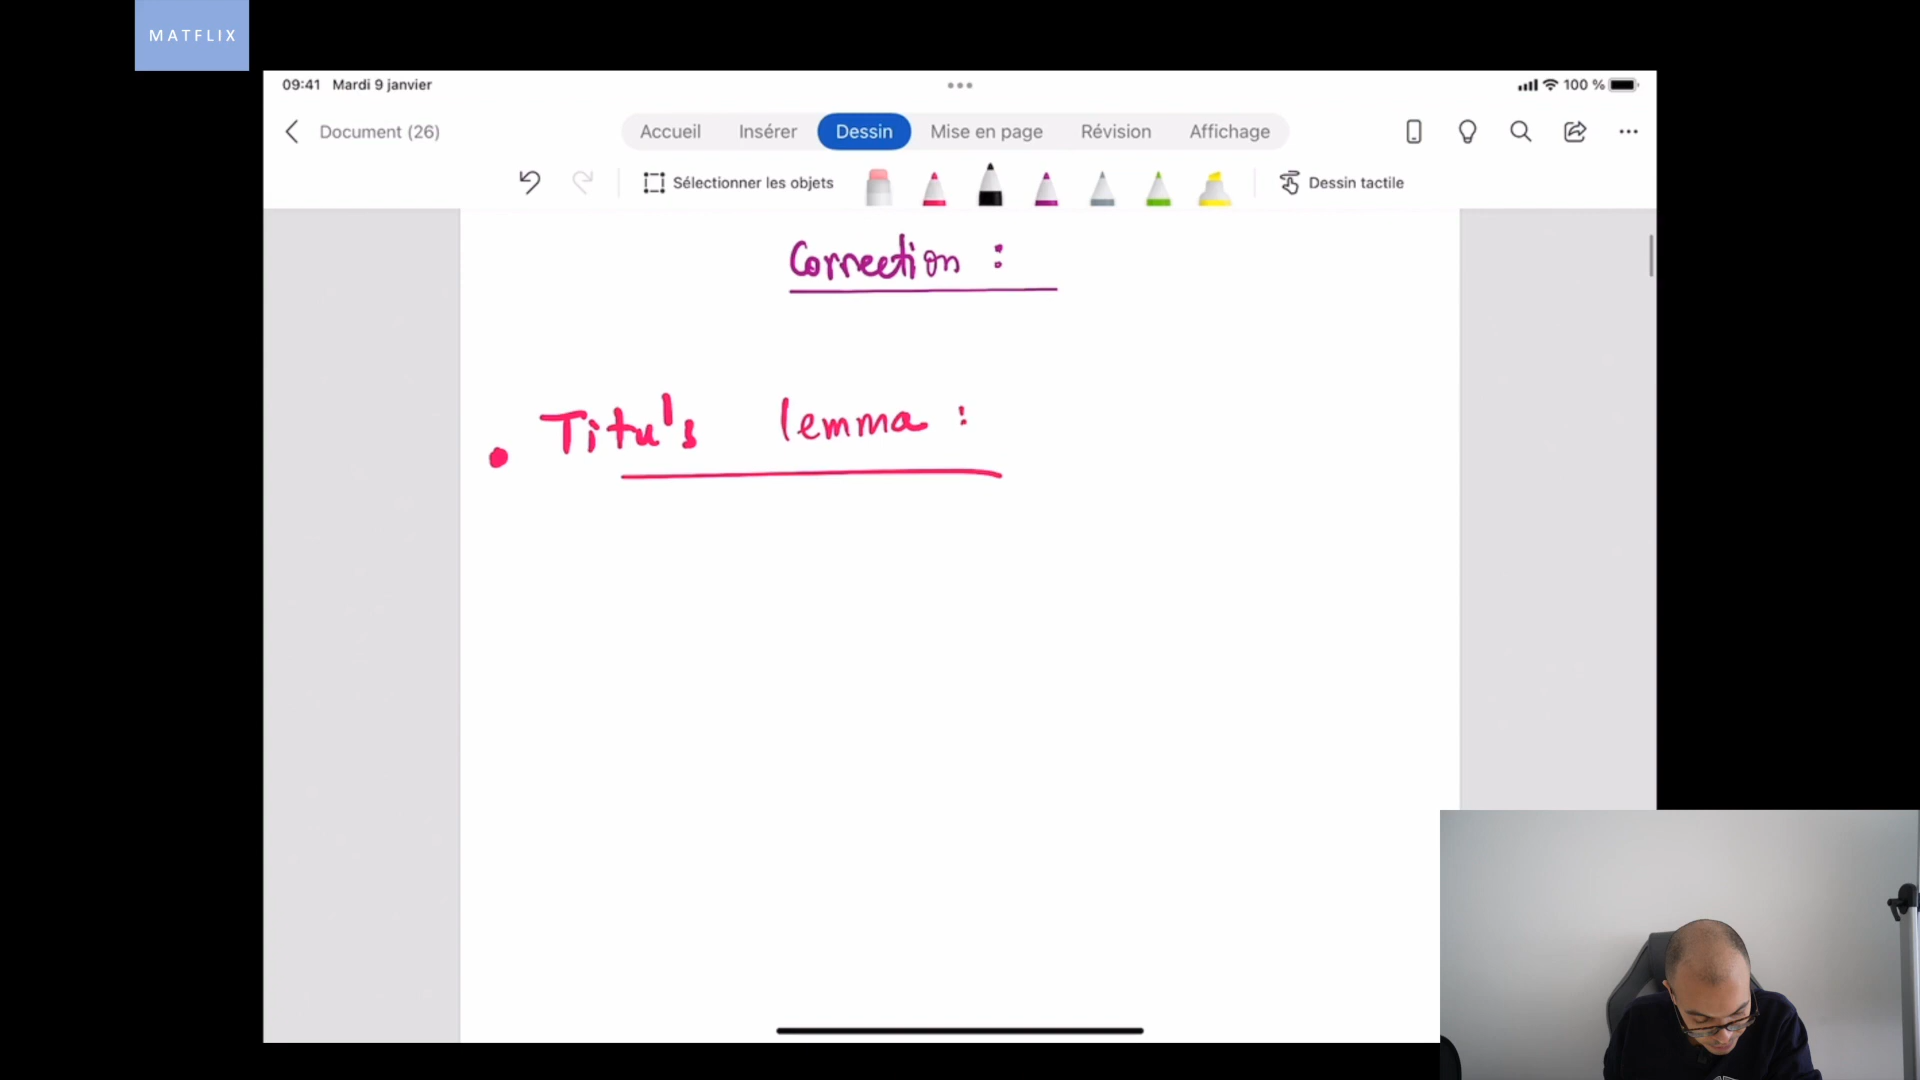 MATFLIX
09:41 Mardi 9 janvier 100 %
Document (26) Accueil Insérer Dessin Mise en page Révision Affichage
Sélectionner les objets Dessin tactile
Correction :
• Titu's lemma :